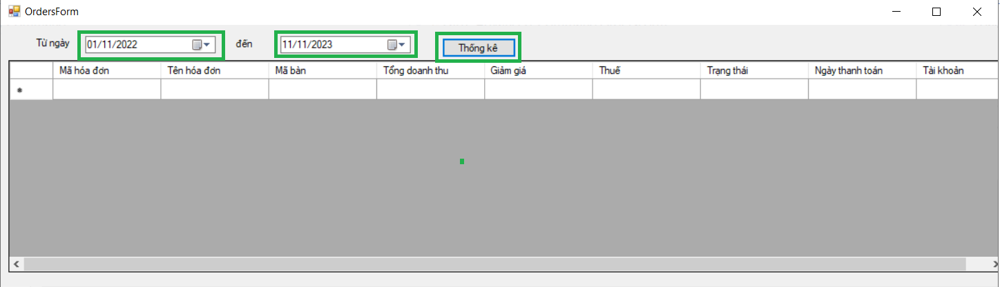 OrdersForm
Từ ngày 01/11/2022 đến 11/11/2023 Thống kê
Mã hóa đơn Tên hóa đơn Mã bàn Tổng doanh thu Giảm giá Thuế Trạng thái Ngày thanh toán Tài khoản